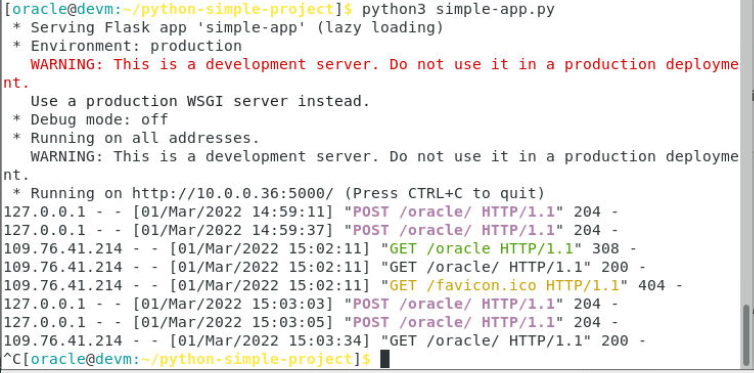 [oracle@devm:~/python-simple-project]$ python3 simple-app.py
 * Serving Flask app 'simple-app' (lazy loading)
 * Environment: production
   WARNING: This is a development server. Do not use it in a production deployme
nt.
   Use a production WSGI server instead.
 * Debug mode: off
 * Running on all addresses.
   WARNING: This is a development server. Do not use it in a production deployme
nt.
 * Running on http://10.0.0.36:5000/ (Press CTRL+C to quit)
127.0.0.1 - - [01/Mar/2022 14:59:11] "POST /oracle/ HTTP/1.1" 204 -
127.0.0.1 - - [01/Mar/2022 14:59:37] "POST /oracle/ HTTP/1.1" 204 -
109.76.41.214 - - [01/Mar/2022 15:02:11] "GET /oracle HTTP/1.1" 308 -
109.76.41.214 - - [01/Mar/2022 15:02:11] "GET /oracle/ HTTP/1.1" 200 -
109.76.41.214 - - [01/Mar/2022 15:02:11] "GET /favicon.ico HTTP/1.1" 404 -
127.0.0.1 - - [01/Mar/2022 15:03:03] "POST /oracle/ HTTP/1.1" 204 -
127.0.0.1 - - [01/Mar/2022 15:03:05] "POST /oracle/ HTTP/1.1" 204 -
109.76.41.214 - - [01/Mar/2022 15:03:34] "GET /oracle/ HTTP/1.1" 200 -
^C[oracle@devm:~/python-simple-project]$